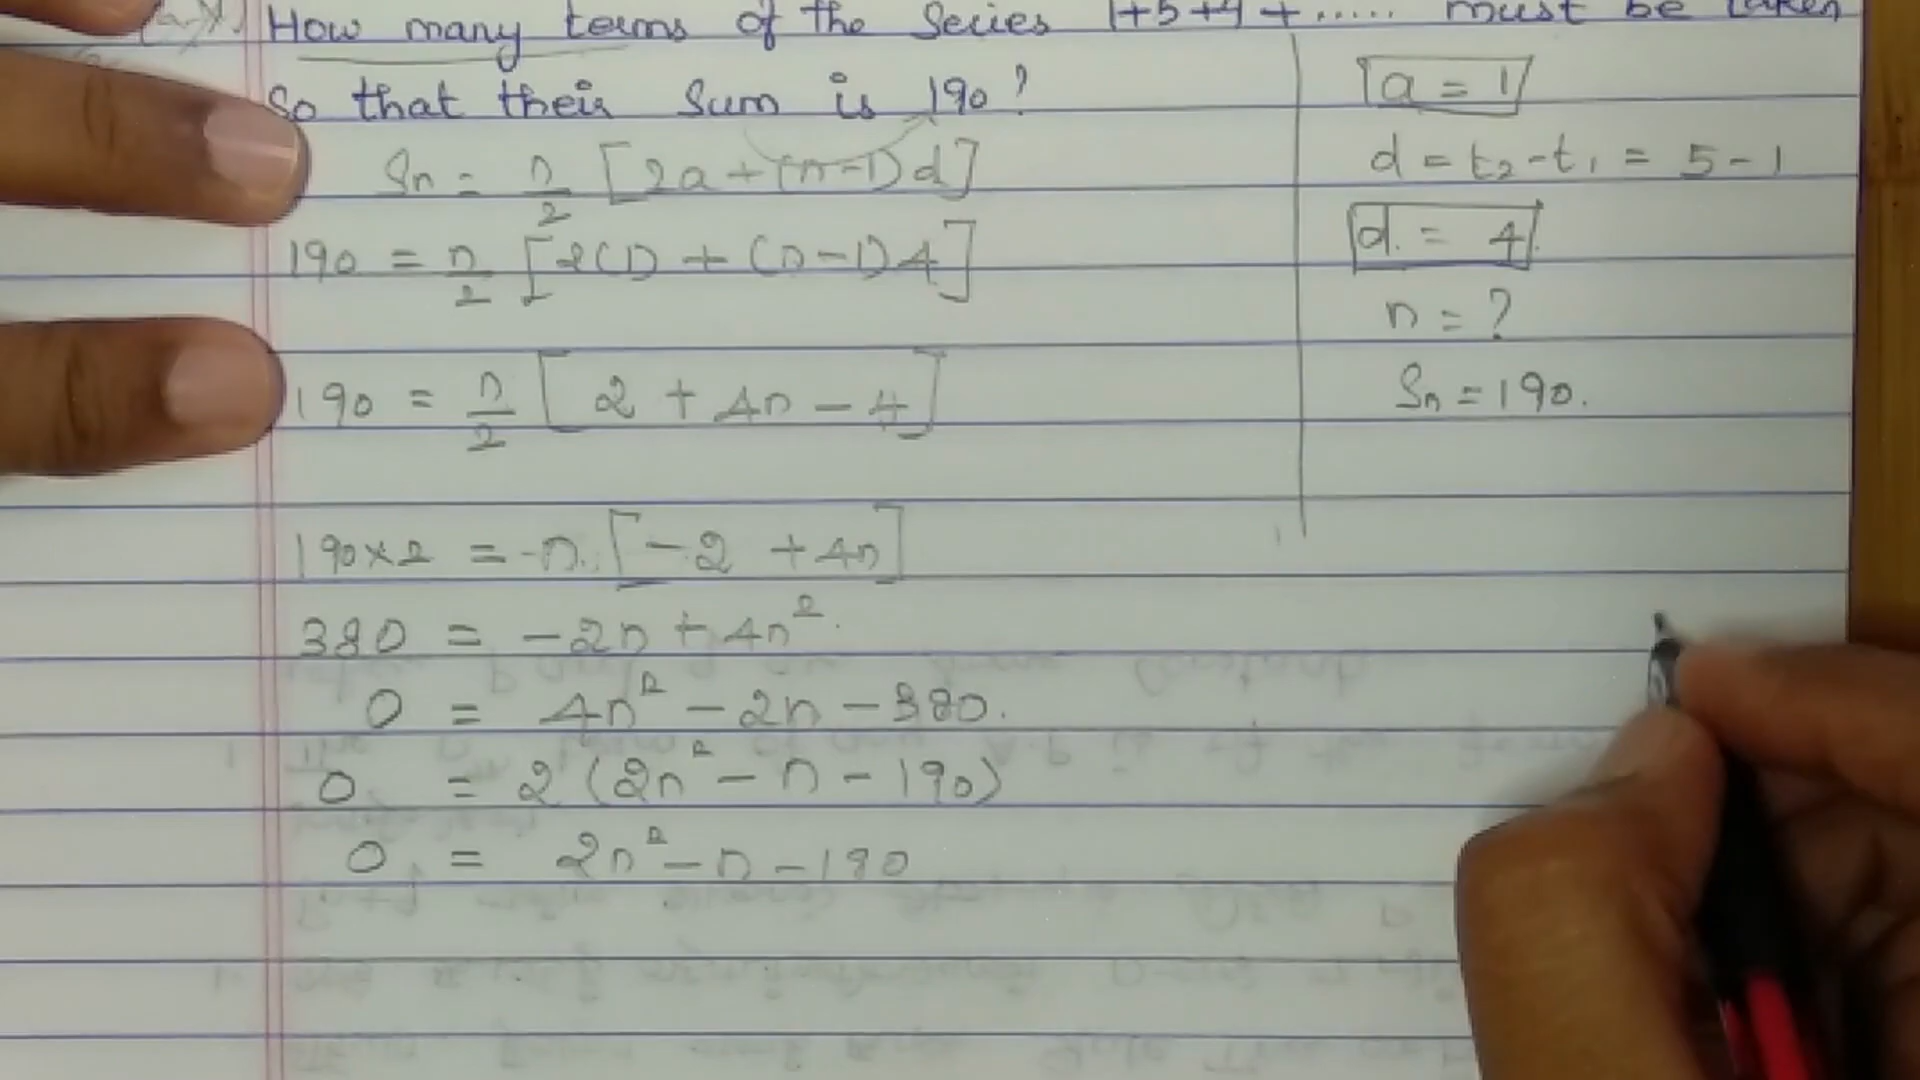 How many terms of the Series 1+5+9+..... must be taken
So that their Sum is 190?
Sn = n/2 [2a+(n-1)d]
190 = n/2 [2(1) + (n-1)4]
190 = n/2 [2 + 4n - 4]
190×2 = n [-2 + 4n]
380 = -2n + 4n²
0 = 4n² - 2n - 380.
0 = 2(2n² - n - 190)
0 = 2n² - n - 190
a = 1
d = t₂-t₁ = 5-1
d = 4
n = ?
Sn = 190.